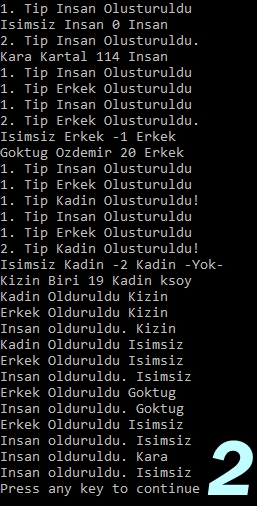 1. Tip Insan Olusturuldu
Isimsiz Insan 0 Insan
2. Tip Insan Olusturuldu.
Kara Kartal 114 Insan
1. Tip Insan Olusturuldu
1. Tip Erkek Olusturuldu
1. Tip Insan Olusturuldu
2. Tip Erkek Olusturuldu.
Isimsiz Erkek -1 Erkek
Goktug Ozdemir 20 Erkek
1. Tip Insan Olusturuldu
1. Tip Erkek Olusturuldu
1. Tip Kadin Olusturuldu!
1. Tip Insan Olusturuldu
1. Tip Erkek Olusturuldu
2. Tip Kadin Olusturuldu!
Isimsiz Kadin -2 Kadin -Yok-
Kizin Biri 19 Kadin ksoy
Kadin Olduruldu Kizin
Erkek Olduruldu Kizin
Insan olduruldu. Kizin
Kadin Olduruldu Isimsiz
Erkek Olduruldu Isimsiz
Insan olduruldu. Isimsiz
Erkek Olduruldu Goktug
Insan olduruldu. Goktug
Erkek Olduruldu Isimsiz
Insan olduruldu. Isimsiz
Insan olduruldu. Kara
Insan olduruldu. Isimsiz
Press any key to continue
2